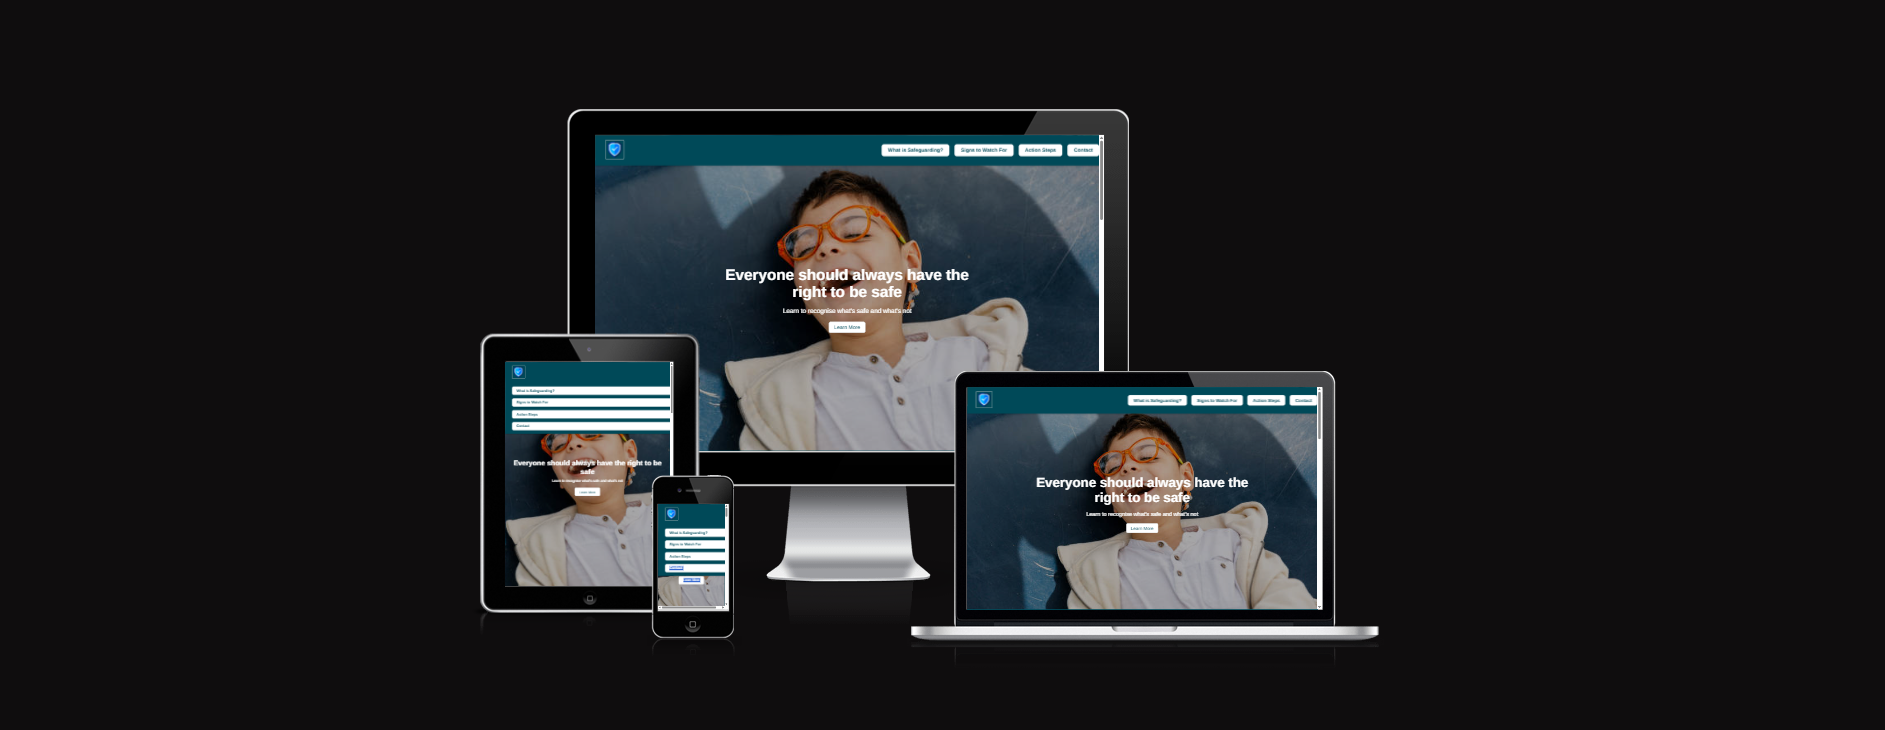 What is Safeguarding?
Signs to Watch For
Action Steps
Contact
Everyone should always have the
right to be safe
Learn to recognise what's safe and what's not
Learn More
What is Safeguarding?
Signs to Watch For
Action Steps
Contact
Everyone should always have the right to be
safe
Learn to recognise what's safe and what's not
Learn More
What is Safeguarding?
Signs to Watch For
Action Steps
Contact
Learn More
What is Safeguarding?
Signs to Watch For
Action Steps
Contact
Everyone should always have the
right to be safe
Learn to recognise what's safe and what's not
Learn More